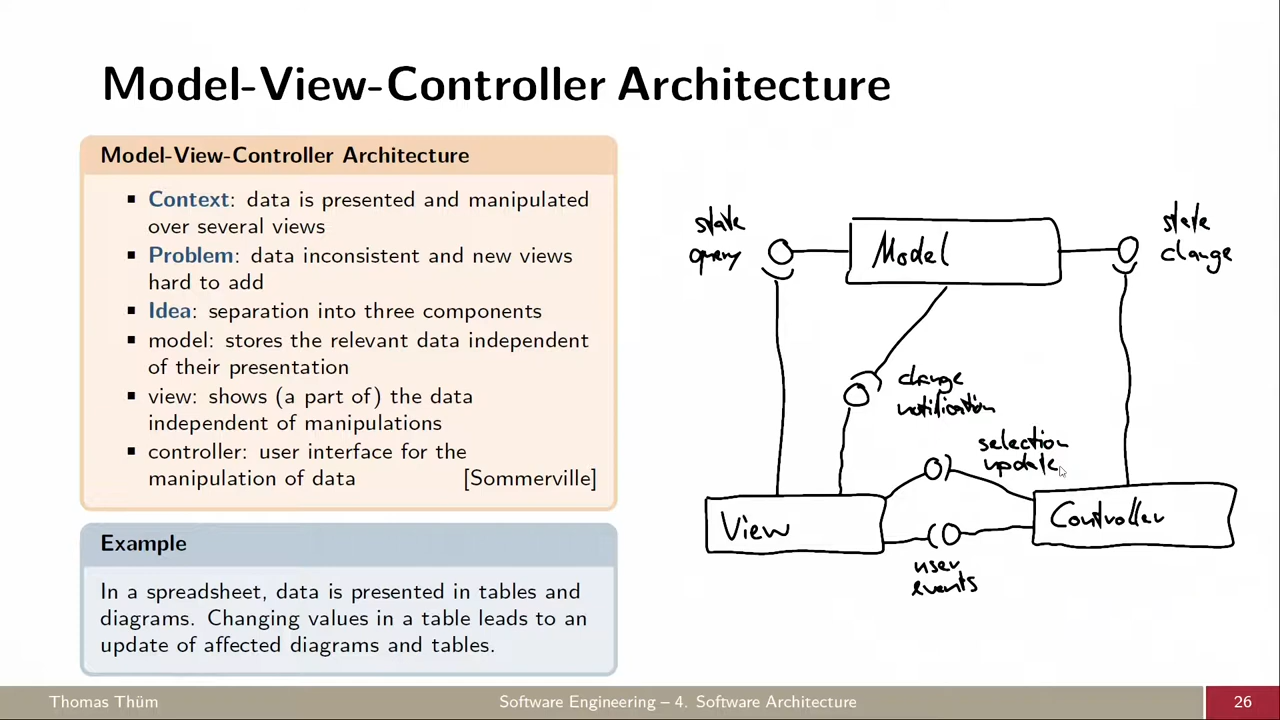 Model-View-Controller Architecture
Model-View-Controller Architecture
▪ Context: data is presented and manipulated
over several views
▪ Problem: data inconsistent and new views
hard to add
▪ Idea: separation into three components
▪ model: stores the relevant data independent
of their presentation
▪ view: shows (a part of) the data
independent of manipulations
▪ controller: user interface for the
manipulation of data [Sommerville]
Example
In a spreadsheet, data is presented in tables and
diagrams. Changing values in a table leads to an
update of affected diagrams and tables.
state
query
Model
state
change
change
notification
selection
update
View
Controller
user
events
Thomas Thüm
Software Engineering – 4. Software Architecture
26